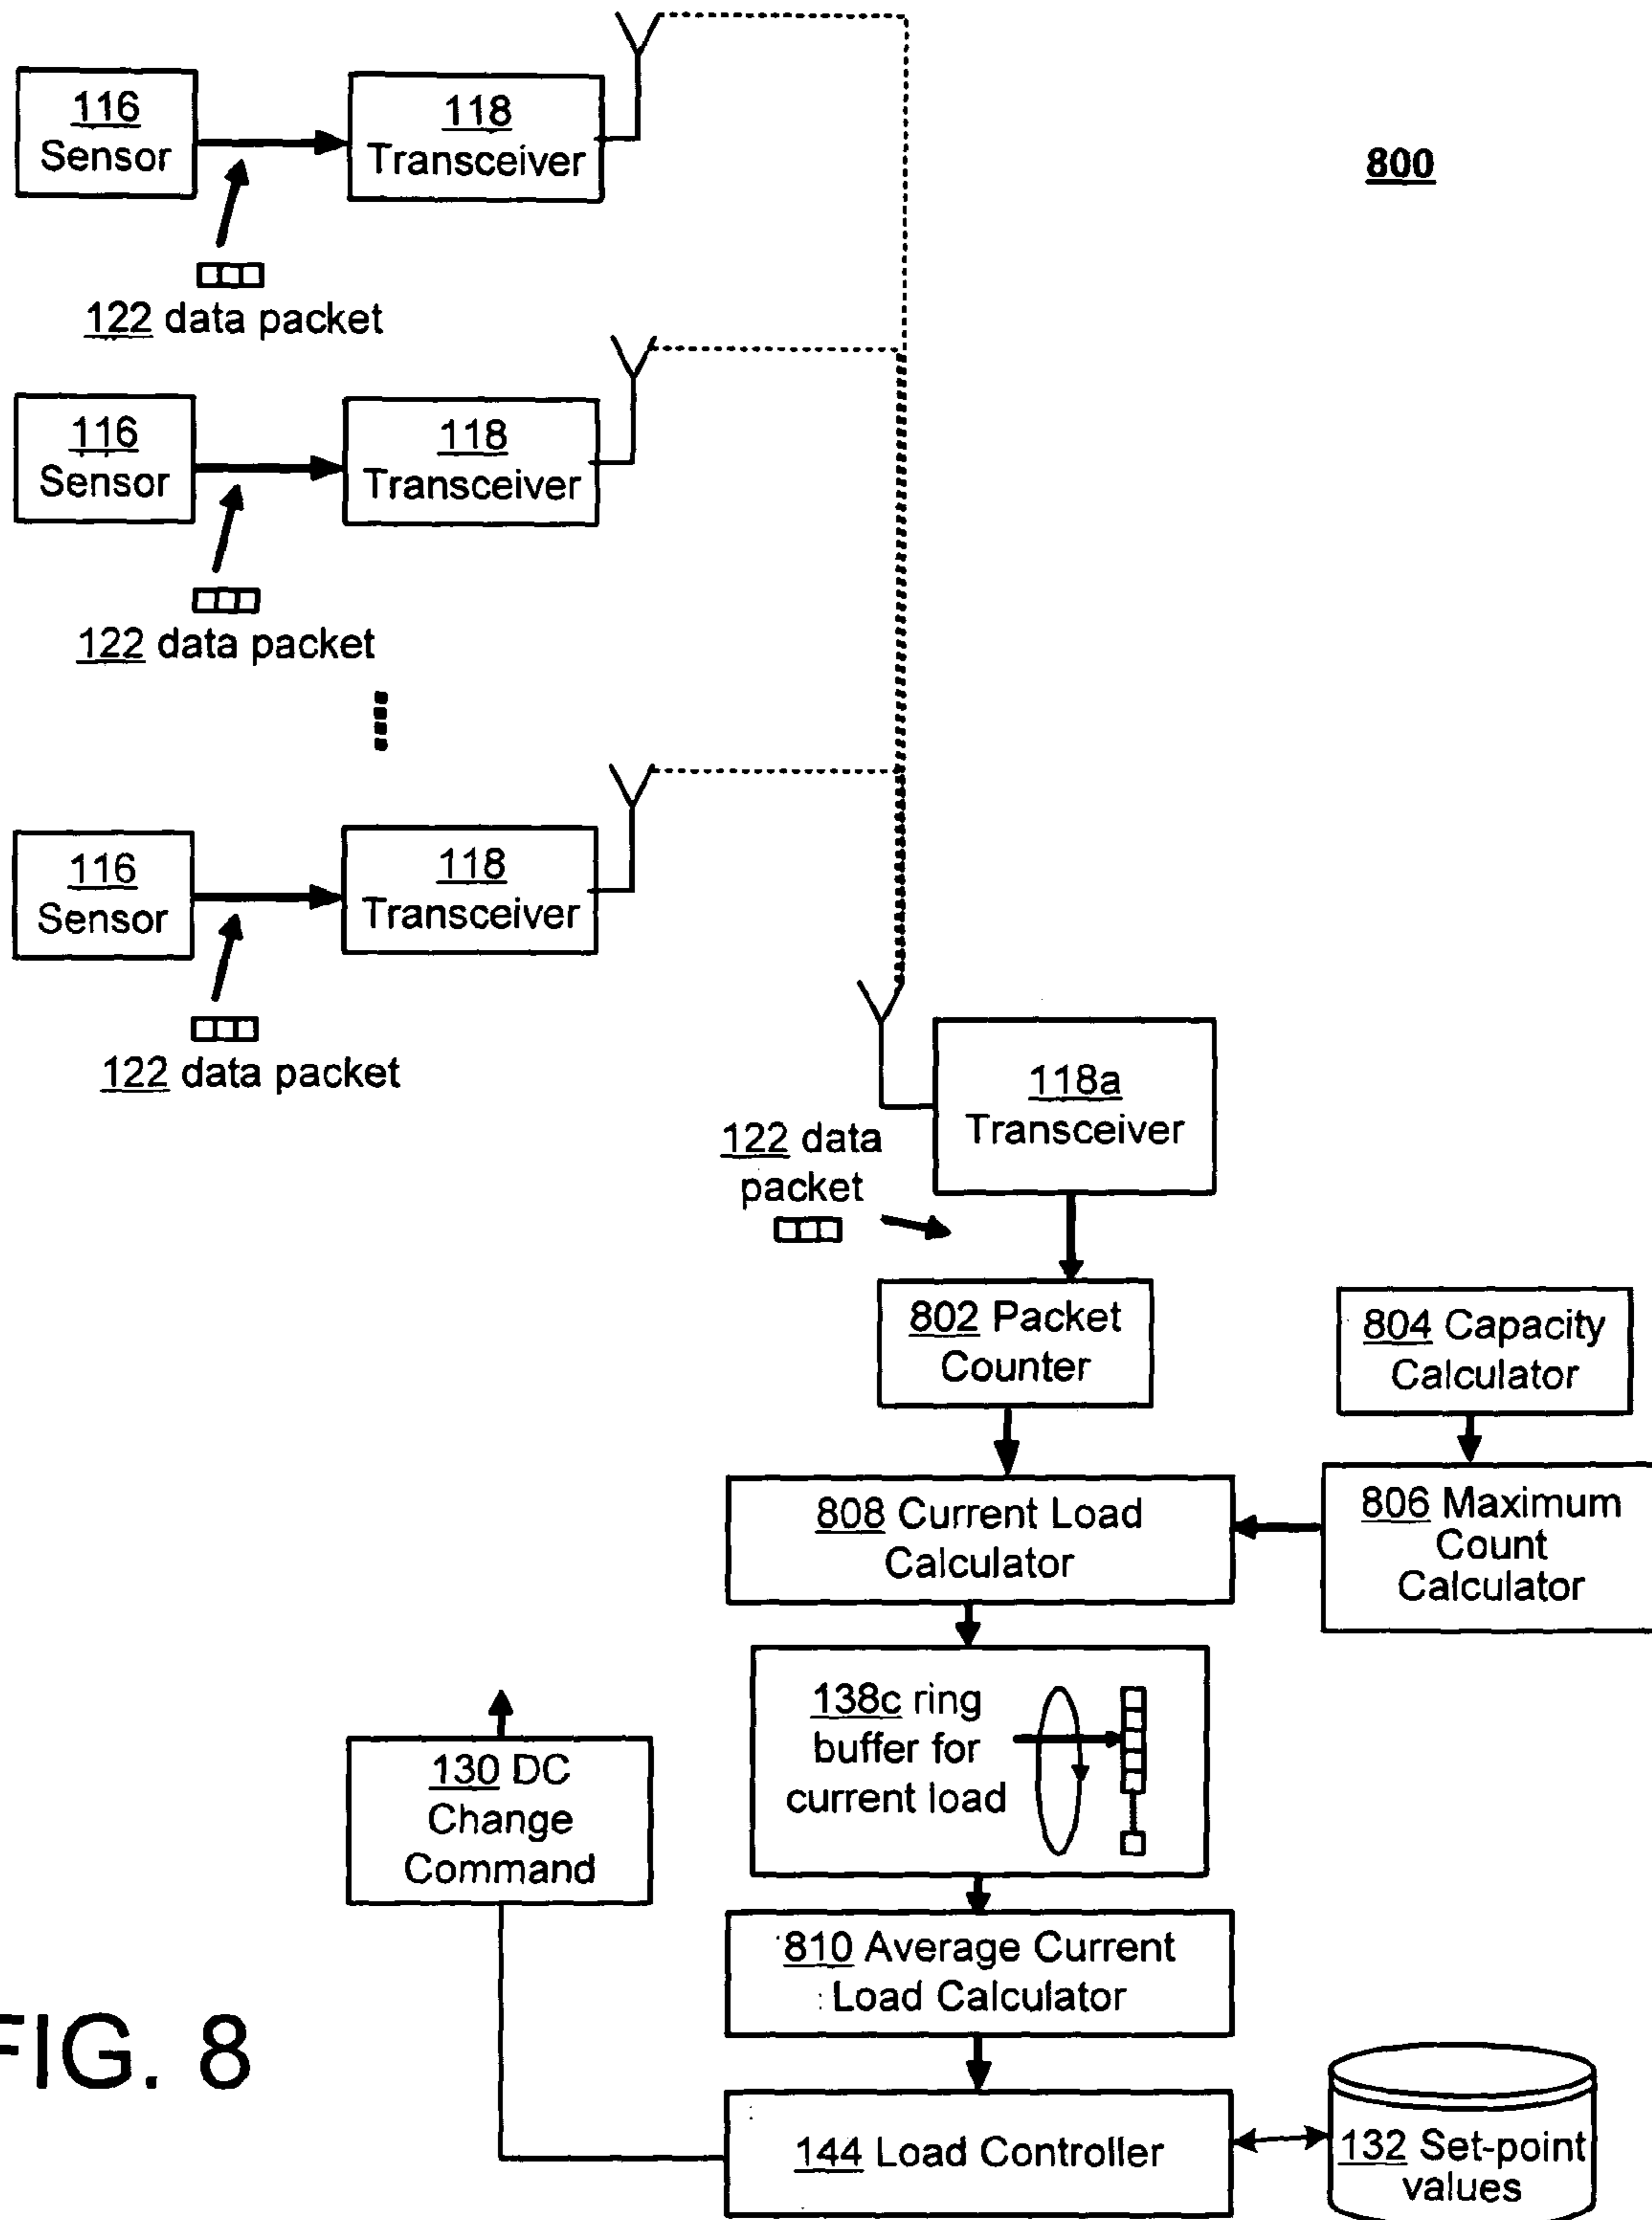 800
116
Sensor
118
Transceiver
122 data packet
116
Sensor
118
Transceiver
122 data packet
116
Sensor
118
Transceiver
122 data packet
118a
Transceiver
122 data
packet
802 Packet
Counter
804 Capacity
Calculator
808 Current Load
Calculator
806 Maximum
Count
Calculator
138c ring
buffer for
current load
130 DC
Change
Command
810 Average Current
Load Calculator
144 Load Controller
132 Set-point
values
FIG. 8